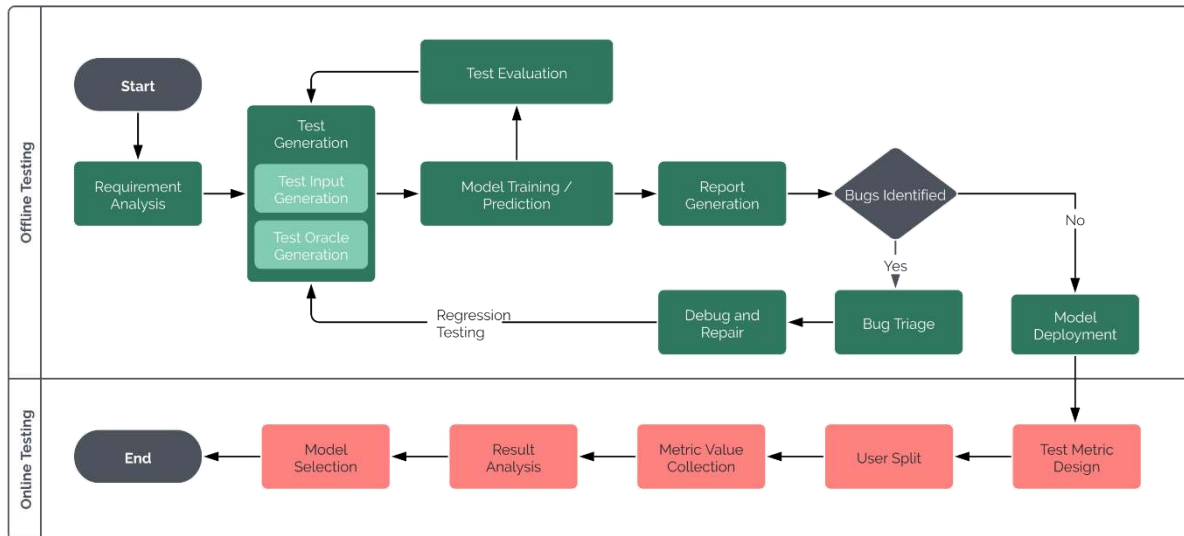 Offline Testing
Start
Test Evaluation
Test
Generation
Test Input
Generation
Test Oracle
Generation
Requirement
Analysis
Model Training /
Prediction
Report
Generation
Bugs Identified
No
Yes
Regression
Testing
Debug and
Repair
Bug Triage
Model
Deployment
Online Testing
End
Model
Selection
Result
Analysis
Metric Value
Collection
User Split
Test Metric
Design